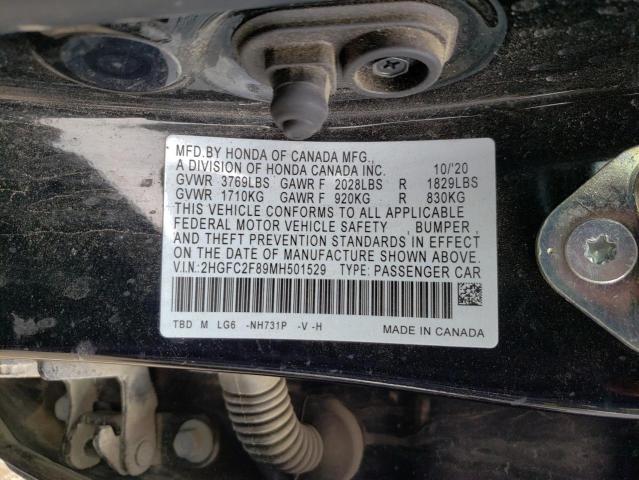 MFD.BY HONDA OF CANADA MFG.,
A DIVISION OF HONDA CANADA INC. 10/'20
GVWR 3769LBS GAWR F 2028LBS R 1829LBS
GVWR 1710KG GAWR F 920KG R 830KG
THIS VEHICLE CONFORMS TO ALL APPLICABLE
FEDERAL MOTOR VEHICLE SAFETY , BUMPER ,
AND THEFT PREVENTION STANDARDS IN EFFECT
ON THE DATE OF MANUFACTURE SHOWN ABOVE.
V.I.N.:2HGFC2F89MH501529 TYPE: PASSENGER CAR
TBD M LG6 -NH731P -V -H
MADE IN CANADA